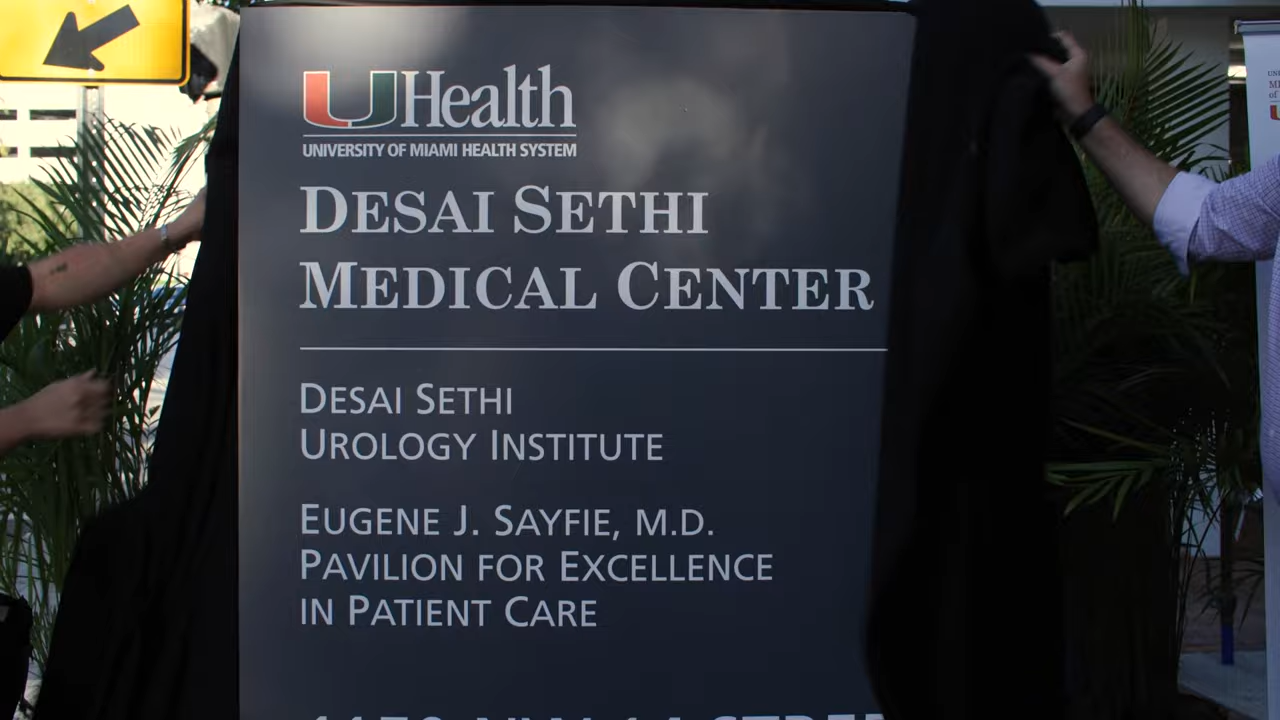 UHealth
UNIVERSITY OF MIAMI HEALTH SYSTEM
DESAI SETHI
MEDICAL CENTER
DESAI SETHI
UROLOGY INSTITUTE
EUGENE J. SAYFIE, M.D.
PAVILION FOR EXCELLENCE
IN PATIENT CARE